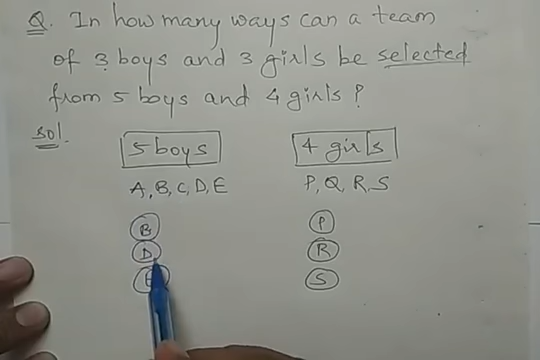 Q. In how many ways can a team
of 3 boys and 3 girls be selected
from 5 boys and 4 girls?
Sol.
5 boys 4 girls
A, B, C, D, E P, Q, R, S
B P
D R
S